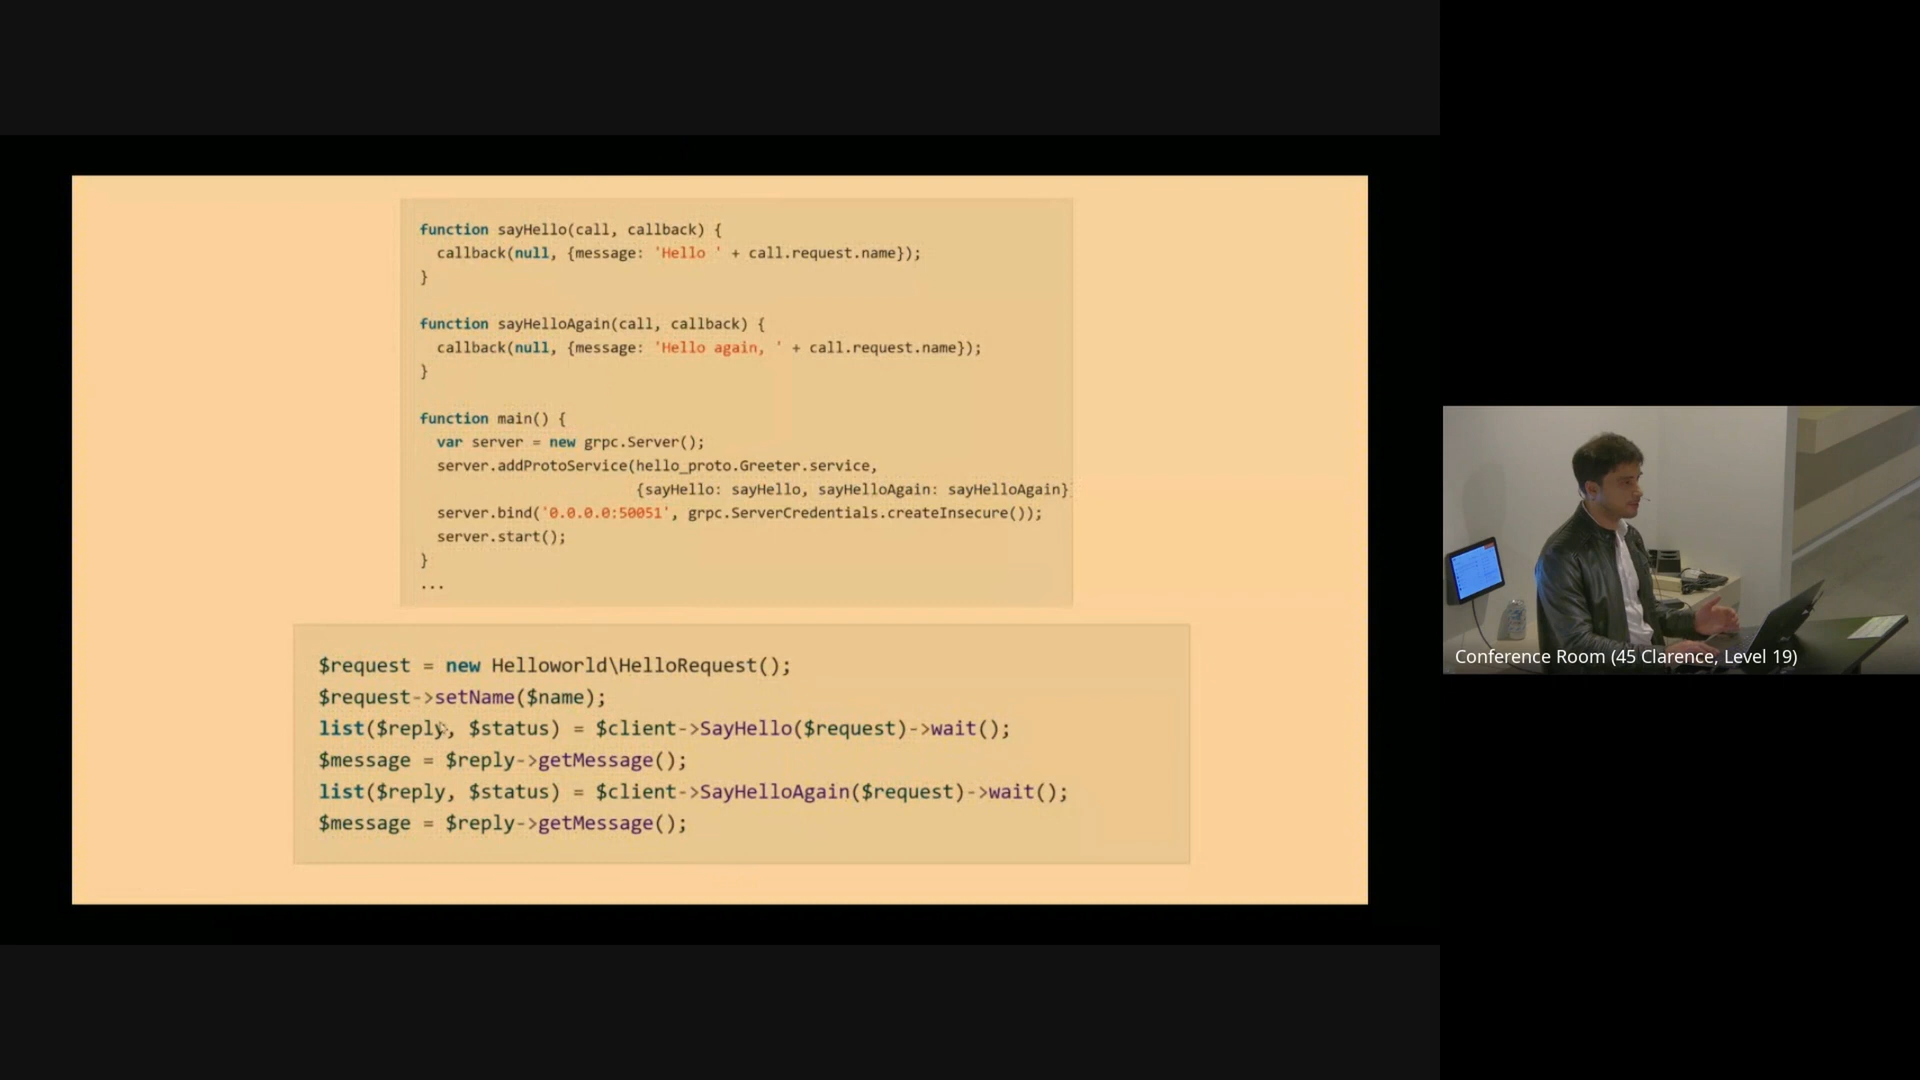 function sayHello(call, callback) {
callback(null, {message: 'Hello ' + call.request.name});
}
function sayHelloAgain(call, callback) {
callback(null, {message: 'Hello again, ' + call.request.name});
}
function main() {
var server = new grpc.Server();
server.addProtoService(hello_proto.Greeter.service,
{sayHello: sayHello, sayHelloAgain: sayHelloAgain}
server.bind('0.0.0.0:50051', grpc.ServerCredentials.createInsecure());
server.start();
}
...
$request = new Helloworld\HelloRequest();
$request->setName($name);
list($reply, $status) = $client->SayHello($request)->wait();
$message = $reply->getMessage();
list($reply, $status) = $client->SayHelloAgain($request)->wait();
$message = $reply->getMessage();
Conference Room (45 Clarence, Level 19)